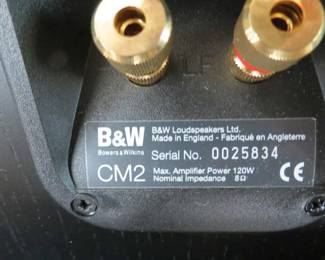 LF
B&W
Bowers & Wilkins
CM2
B&W Loudspeakers Ltd.
Made in England - Fabriqué en Angleterre
Serial No. 0025834
Max. Amplifier Power 120W
Nominal Impedance 8Ω
CE